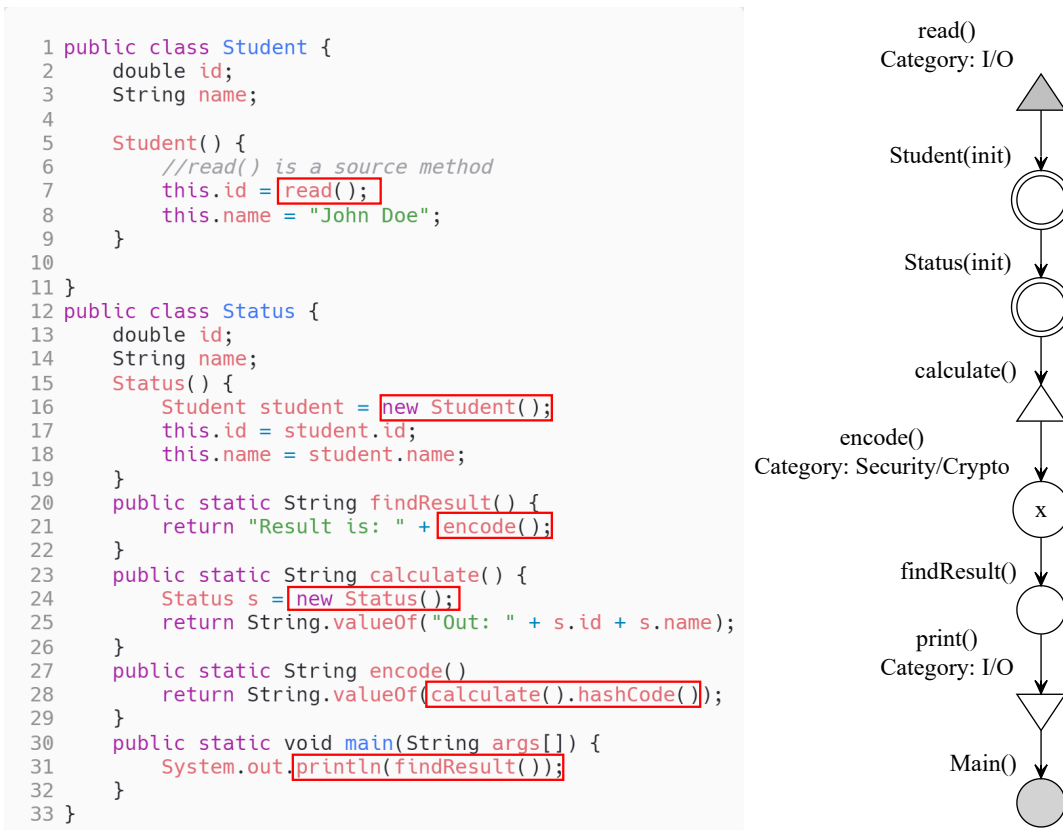 1 public class Student {
2 double id;
3 String name;
4
5 Student() {
6 //read() is a source method
7 this.id = read();
8 this.name = "John Doe";
9 }
10
11 }
12 public class Status {
13 double id;
14 String name;
15 Status() {
16 Student student = new Student();
17 this.id = student.id;
18 this.name = student.name;
19 }
20 public static String findResult() {
21 return "Result is: " + encode();
22 }
23 public static String calculate() {
24 Status s = new Status();
25 return String.valueOf("Out: " + s.id + s.name);
26 }
27 public static String encode()
28 return String.valueOf(calculate().hashCode());
29 }
30 public static void main(String args[]) {
31 System.out.println(findResult());
32 }
33 }
read()
Category: I/O
Student(init)
Status(init)
calculate()
encode()
Category: Security/Crypto
x
findResult()
print()
Category: I/O
Main()